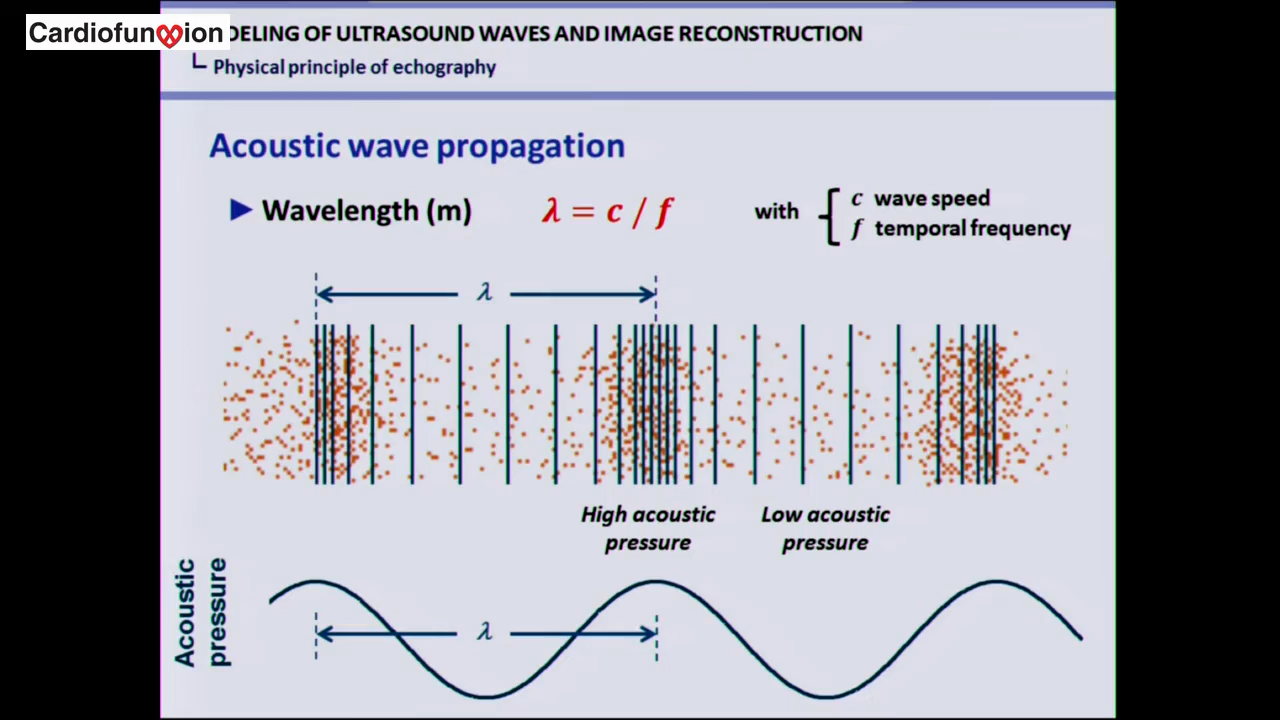 Cardiofunxion
DELING OF ULTRASOUND WAVES AND IMAGE RECONSTRUCTION
Physical principle of echography
Acoustic wave propagation
Wavelength (m) λ = c / f with
c wave speed
f temporal frequency
λ
High acoustic
pressure
Low acoustic
pressure
Acoustic
pressure
λ